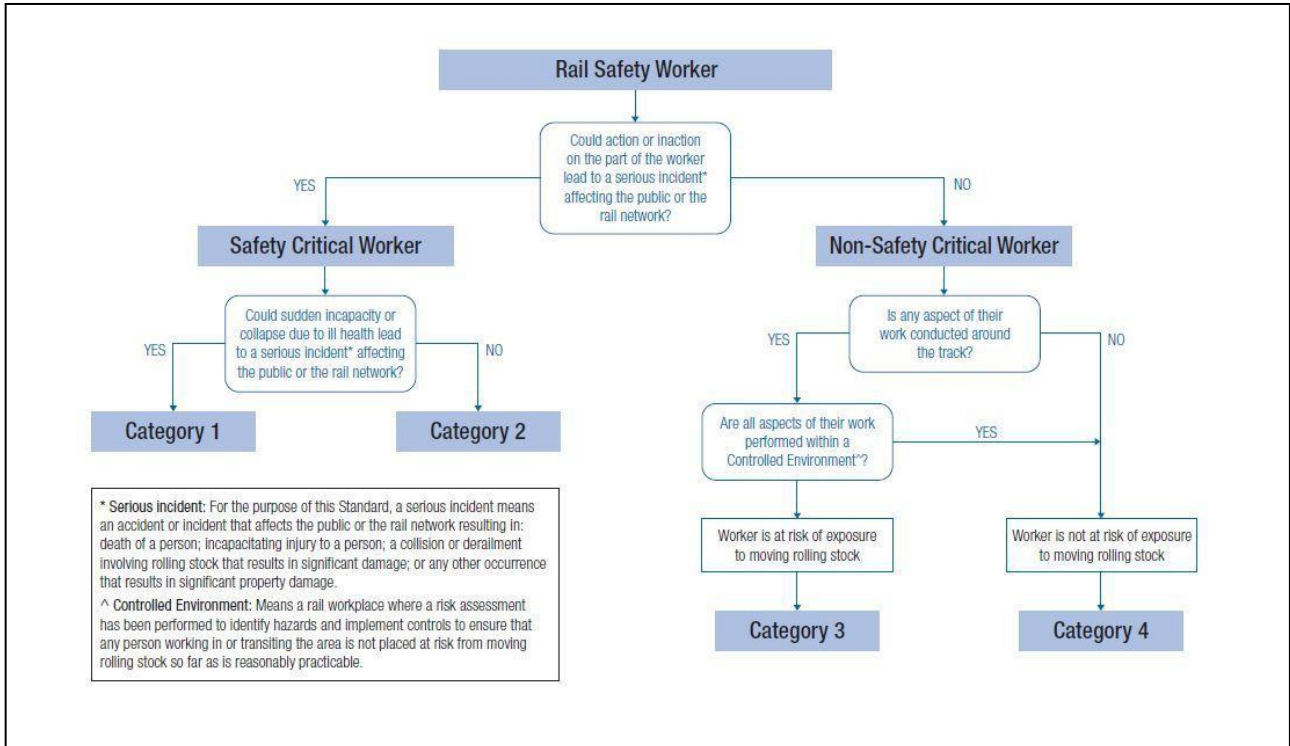 Rail Safety Worker
Could action or inaction
on the part of the worker
lead to a serious incident*
affecting the public or the
rail network?
YES
NO
Safety Critical Worker
Non-Safety Critical Worker
Could sudden incapacity or
collapse due to ill health lead
to a serious incident* affecting
the public or the rail network?
YES
NO
Is any aspect of their
work conducted around
the track?
YES
NO
Category 1
Category 2
Are all aspects of their work
performed within a
Controlled Environment^?
YES
* Serious incident: For the purpose of this Standard, a serious incident means
an accident or incident that affects the public or the rail network resulting in:
death of a person; incapacitating injury to a person; a collision or derailment
involving rolling stock that results in significant damage; or any other occurrence
that results in significant property damage.
^ Controlled Environment: Means a rail workplace where a risk assessment
has been performed to identify hazards and implement controls to ensure that
any person working in or transiting the area is not placed at risk from moving
rolling stock so far as is reasonably practicable.
Worker is at risk of exposure
to moving rolling stock
Worker is not at risk of exposure
to moving rolling stock
Category 3
Category 4